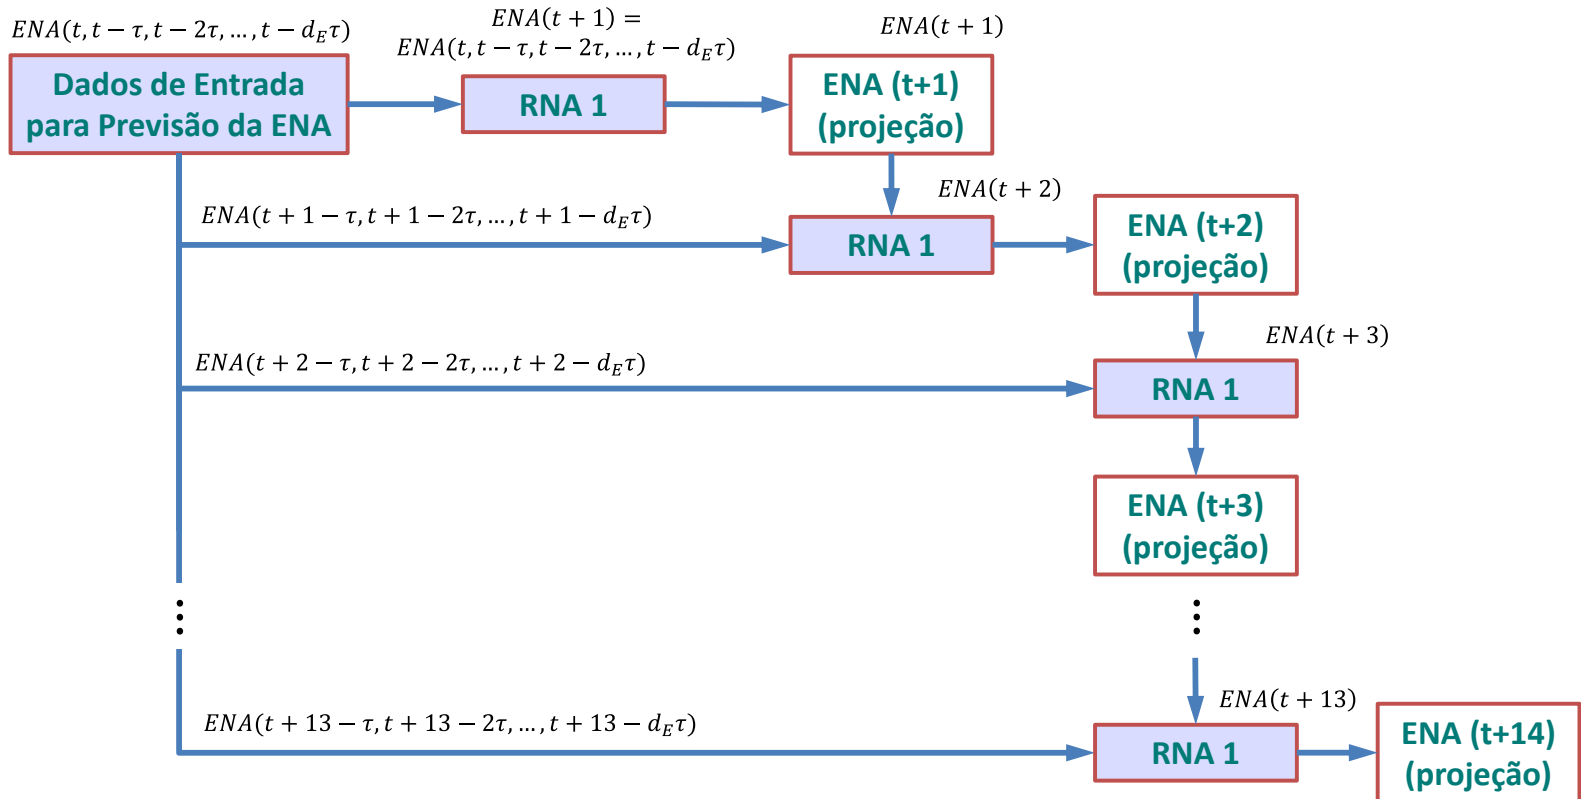 ENA(t, t − τ, t − 2τ, …, t − d_Eτ)
ENA(t + 1) =
ENA(t, t − τ, t − 2τ, …, t − d_Eτ)
ENA(t + 1)
Dados de Entrada
para Previsão da ENA
RNA 1
ENA (t+1)
(projeção)
ENA(t + 1 − τ, t + 1 − 2τ, …, t + 1 − d_Eτ)
RNA 1
ENA(t + 2)
ENA (t+2)
(projeção)
ENA(t + 2 − τ, t + 2 − 2τ, …, t + 2 − d_Eτ)
ENA(t + 3)
RNA 1
ENA (t+3)
(projeção)
⋮
⋮
ENA(t + 13 − τ, t + 13 − 2τ, …, t + 13 − d_Eτ)
ENA(t + 13)
RNA 1
ENA (t+14)
(projeção)